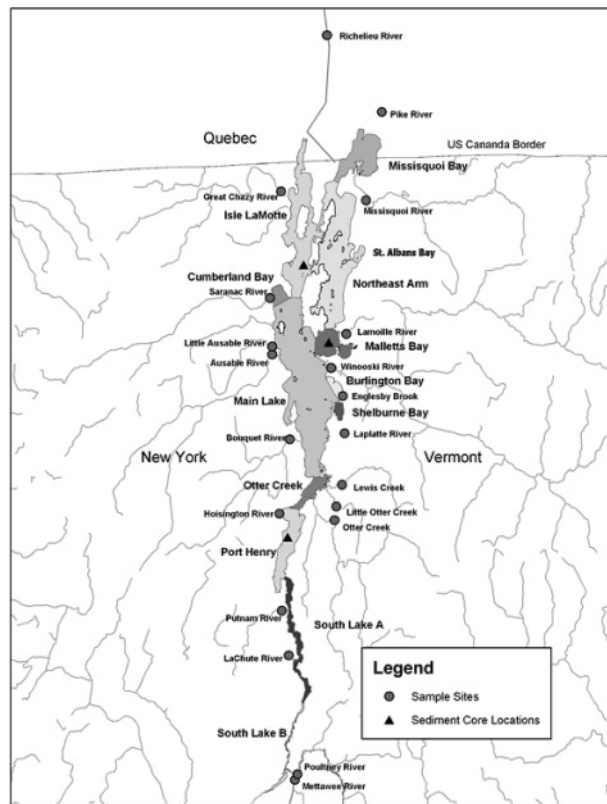 Richelieu River
Pike River
Quebec
US Cananda Border
Missisquoi Bay
Great Chazy River
Missisquoi River
Isle LaMotte
St. Albans Bay
Cumberland Bay
Northeast Arm
Saranac River
Lamoille River
Little Ausable River
Malletts Bay
Ausable River
Winooski River
Burlington Bay
Main Lake
Englesby Brook
Shelburne Bay
Bouquet River
Laplatte River
New York
Vermont
Otter Creek
Lewis Creek
Hoisington River
Little Otter Creek
Otter Creek
Port Henry
Putnam River
South Lake A
LaChute River
Legend
Sample Sites
Sediment Core Locations
South Lake B
Poultney River
Mettawee River